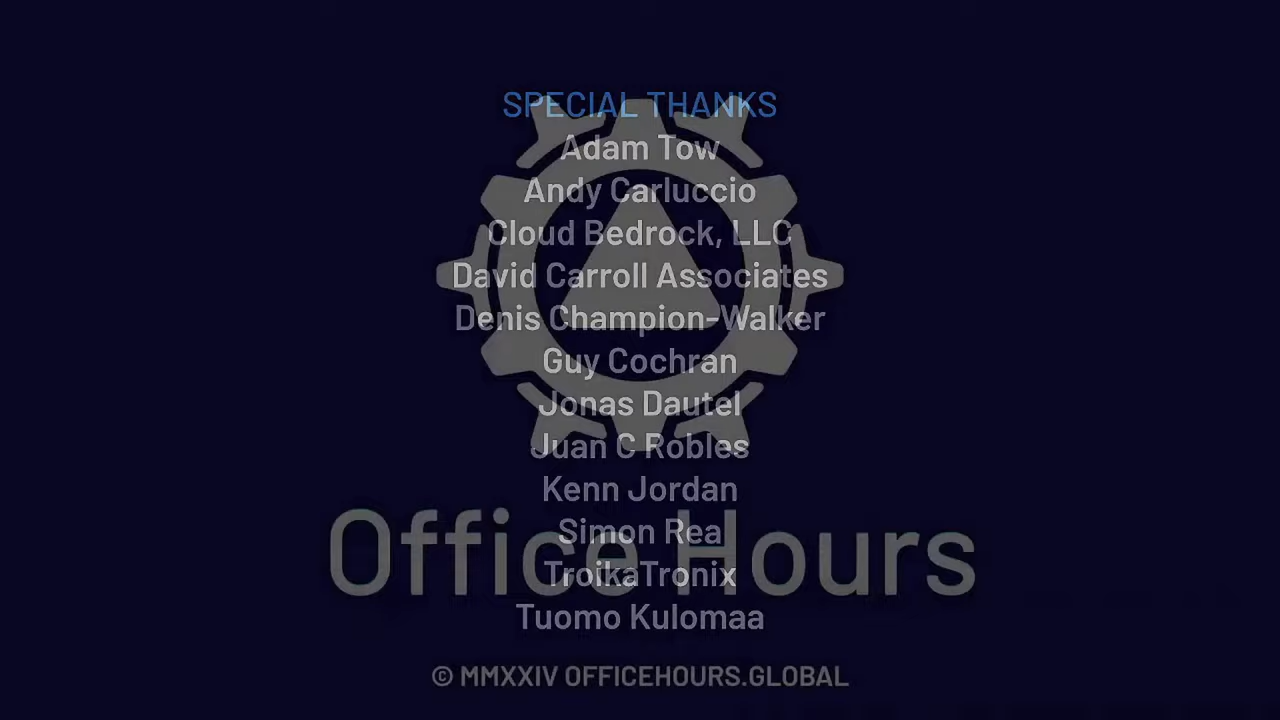 SPECIAL THANKS
Adam Tow
Andy Carluccio
Cloud Bedrock, LLC
David Carroll Associates
Denis Champion-Walker
Guy Cochran
Jonas Dautel
Juan C Robles
Kenn Jordan
Simon Real
Office Hours
TroikaTronix
Tuomo Kulomaa
© MMXXIV OFFICEHOURS.GLOBAL